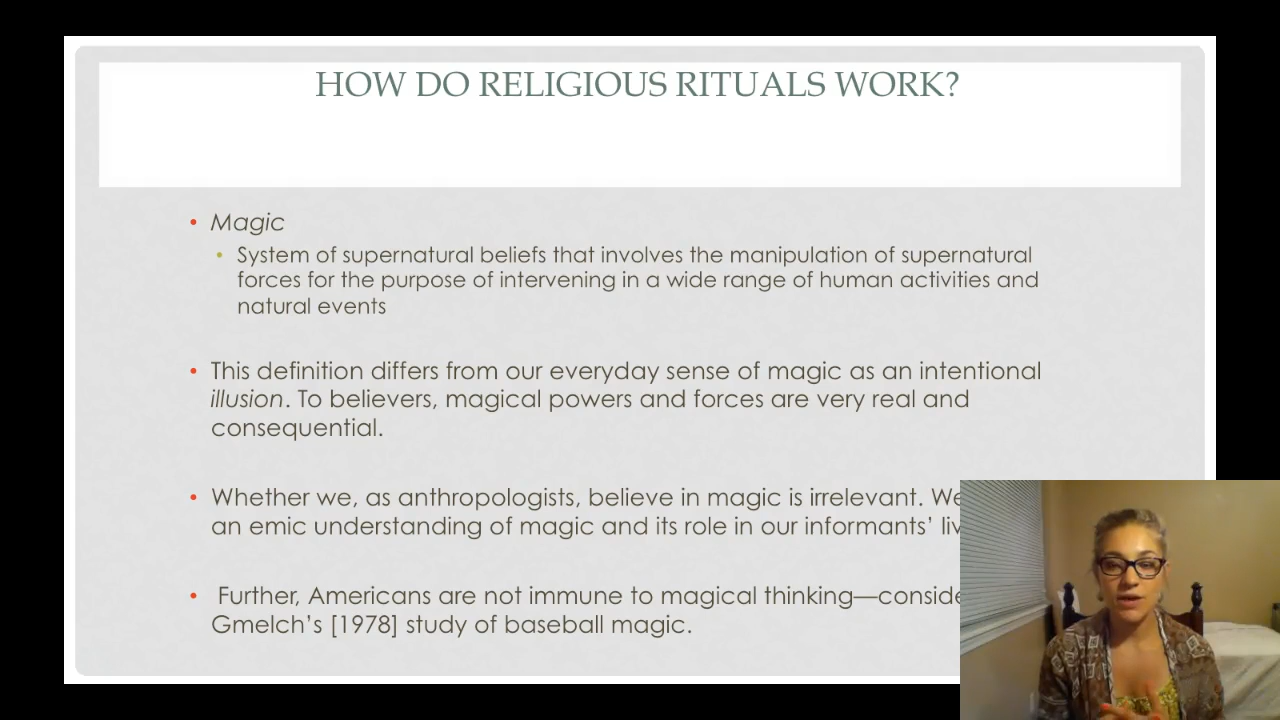 HOW DO RELIGIOUS RITUALS WORK?
• Magic
• System of supernatural beliefs that involves the manipulation of supernatural
forces for the purpose of intervening in a wide range of human activities and
natural events
• This definition differs from our everyday sense of magic as an intentional
illusion. To believers, magical powers and forces are very real and
consequential.
• Whether we, as anthropologists, believe in magic is irrelevant. We
an emic understanding of magic and its role in our informants’
• Further, Americans are not immune to magical thinking—
Gmelch’s [1978] study of baseball magic.